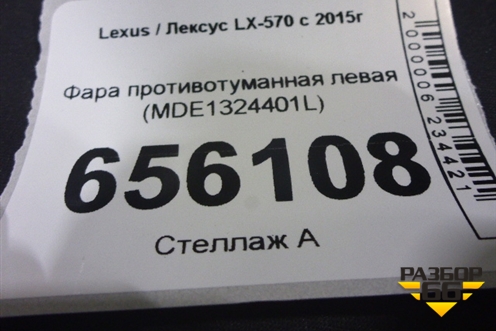 Lexus / Лексус LX-570 с 2015г
Фара противотуманная левая
(MDE1324401L)
656108
Стеллаж А
2000006234421
РАЗБОР
66